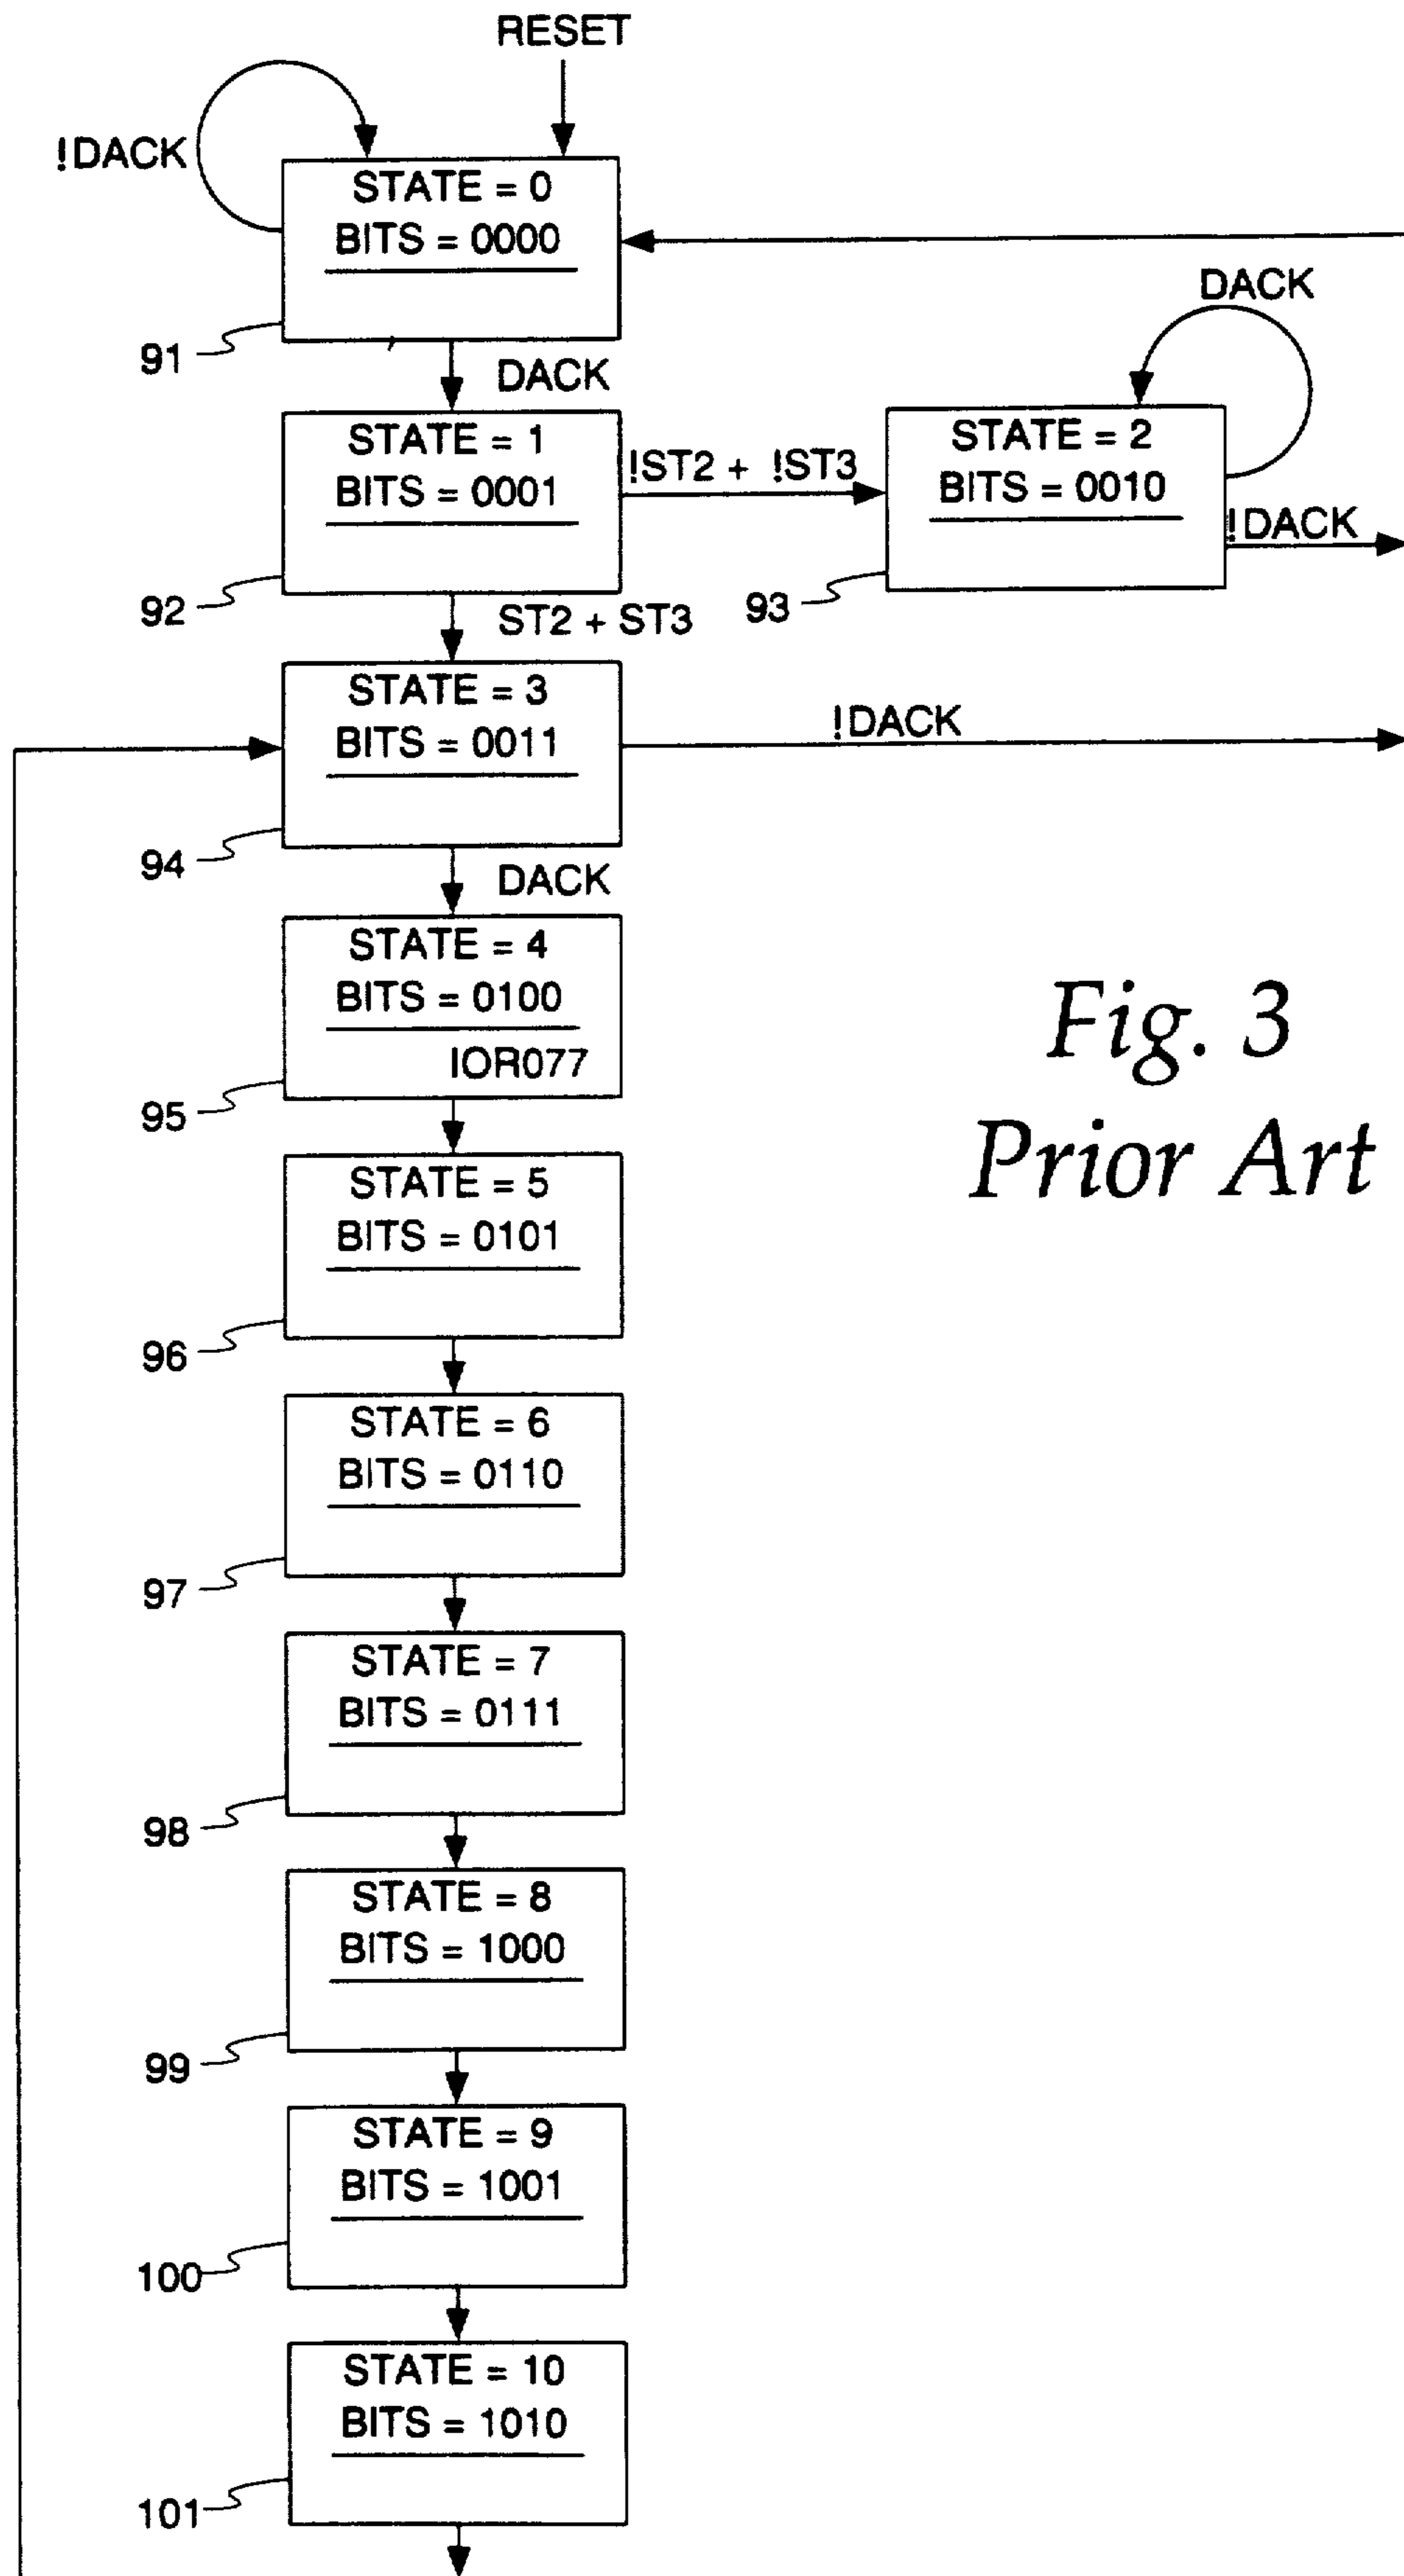 RESET
!DACK
STATE = 0
BITS = 0000
91
DACK
DACK
STATE = 1
BITS = 0001
92
!ST2 + !ST3
STATE = 2
BITS = 0010
!DACK
93
ST2 + ST3
STATE = 3
BITS = 0011
!DACK
94
DACK
STATE = 4
BITS = 0100
IOR077
95
Fig. 3
Prior Art
STATE = 5
BITS = 0101
96
STATE = 6
BITS = 0110
97
STATE = 7
BITS = 0111
98
STATE = 8
BITS = 1000
99
STATE = 9
BITS = 1001
100
STATE = 10
BITS = 1010
101